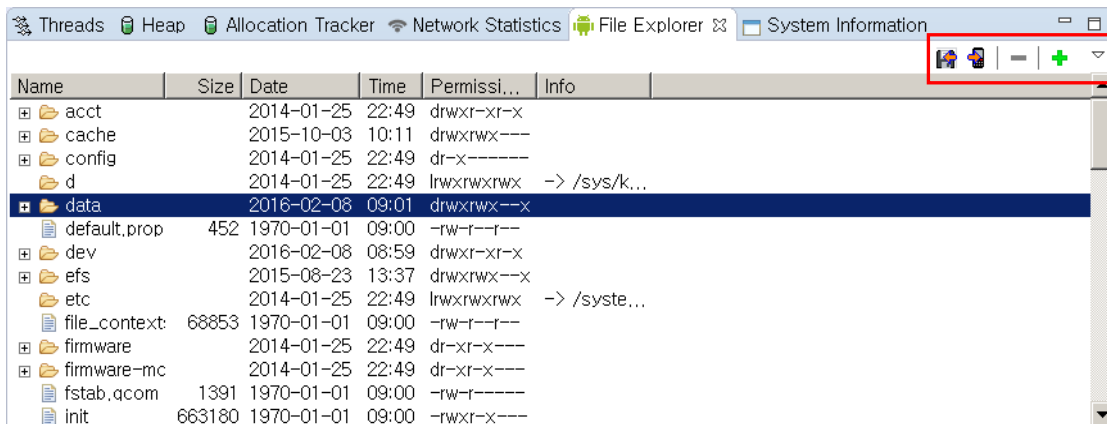 Threads Heap Allocation Tracker Network Statistics File Explorer System Information
Name Size Date Time Permissi... Info
acct 2014-01-25 22:49 drwxr-xr-x
cache 2015-10-03 10:11 drwxrwx---
config 2014-01-25 22:49 dr-x------
d 2014-01-25 22:49 lrwxrwxrwx -> /sys/k...
data 2016-02-08 09:01 drwxrwx--x
default.prop 452 1970-01-01 09:00 -rw-r--r--
dev 2016-02-08 08:59 drwxr-xr-x
efs 2015-08-23 13:37 drwxrwx--x
etc 2014-01-25 22:49 lrwxrwxrwx -> /syste...
file_context 68853 1970-01-01 09:00 -rw-r--r--
firmware 2014-01-25 22:49 dr-xr-x---
firmware-mc 2014-01-25 22:49 dr-xr-x---
fstab.qcom 1391 1970-01-01 09:00 -rw-r-----
init 663180 1970-01-01 09:00 -rwxr-x---